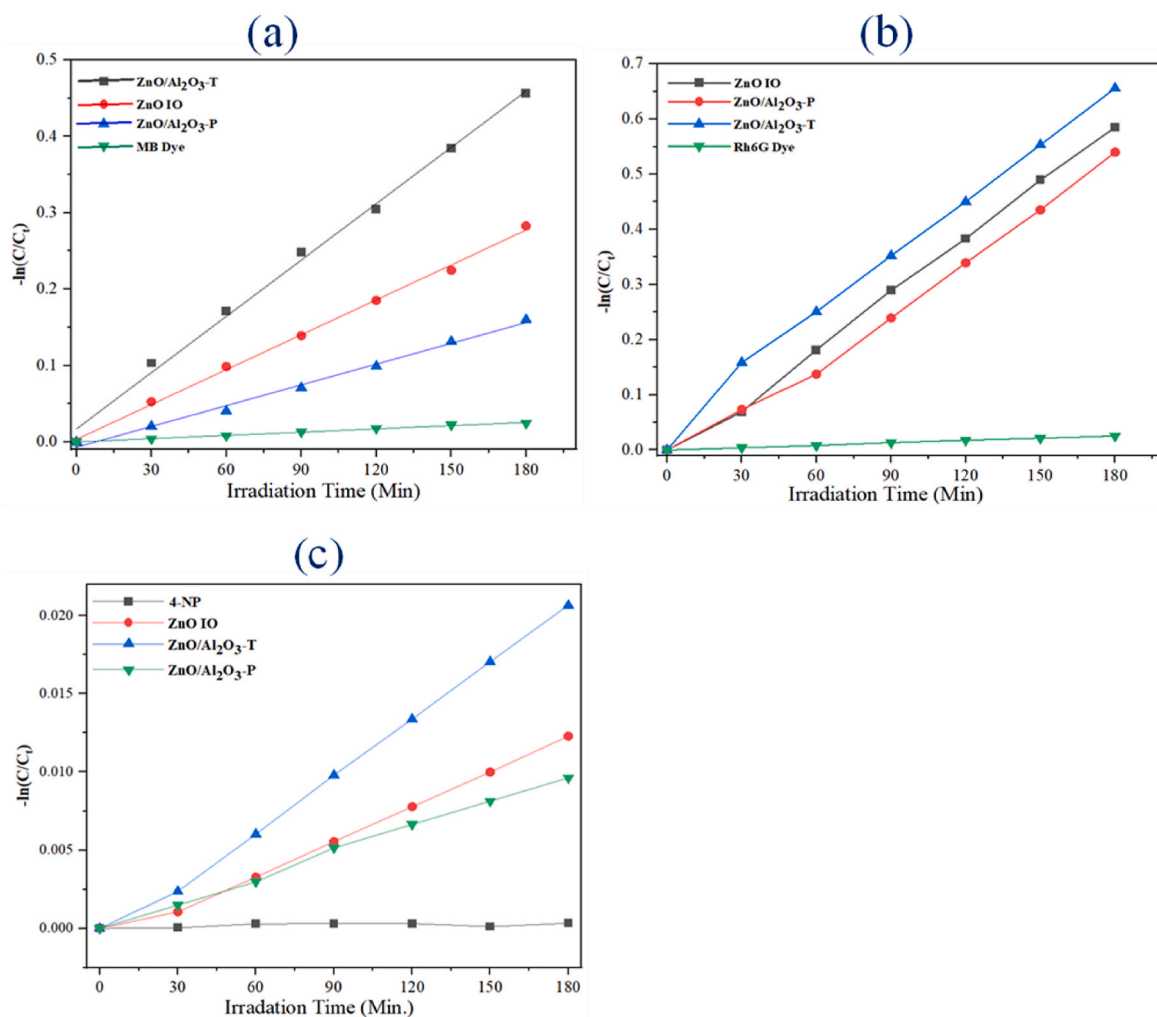 (a)
0.5
0.4
0.3
0.2
0.1
0.0
-ln(C/Cₜ)
ZnO/Al₂O₃-T
ZnO IO
ZnO/Al₂O₃-P
MB Dye
0 30 60 90 120 150 180
Irradiation Time (Min)
(b)
0.7
0.6
0.5
0.4
0.3
0.2
0.1
0.0
-ln(C/Cₜ)
ZnO IO
ZnO/Al₂O₃-P
ZnO/Al₂O₃-T
Rh6G Dye
0 30 60 90 120 150 180
Irradiation Time (Min)
(c)
0.020
0.015
0.010
0.005
0.000
-ln(C/Cₜ)
4-NP
ZnO IO
ZnO/Al₂O₃-T
ZnO/Al₂O₃-P
0 30 60 90 120 150 180
Irradation Time (Min.)